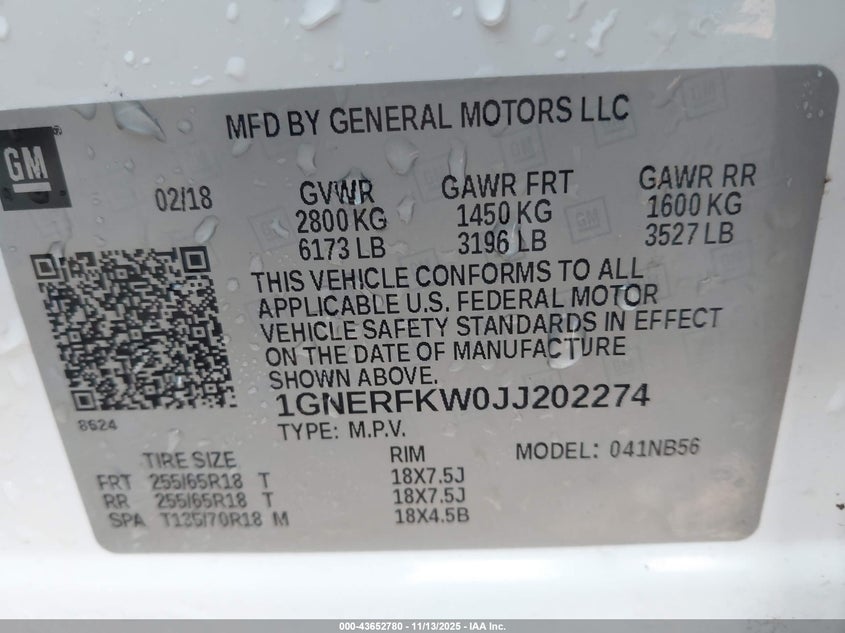 MFD BY GENERAL MOTORS LLC
GM
02/18
GVWR
2800 KG
6173 LB
GAWR FRT
1450 KG
3196 LB
GAWR RR
1600 KG
3527 LB
THIS VEHICLE CONFORMS TO ALL
APPLICABLE U.S. FEDERAL MOTOR
VEHICLE SAFETY STANDARDS IN EFFECT
ON THE DATE OF MANUFACTURE
SHOWN ABOVE.
1GNERFKW0JJ202274
8624
TYPE: M.P.V.
MODEL: 041NB56
TIRE SIZE RIM
FRT 255/65R18 T 18X7.5J
RR 255/65R18 T 18X7.5J
SPA T135/70R18 M 18X4.5B
000-43652780 - 11/13/2025 - IAA Inc.